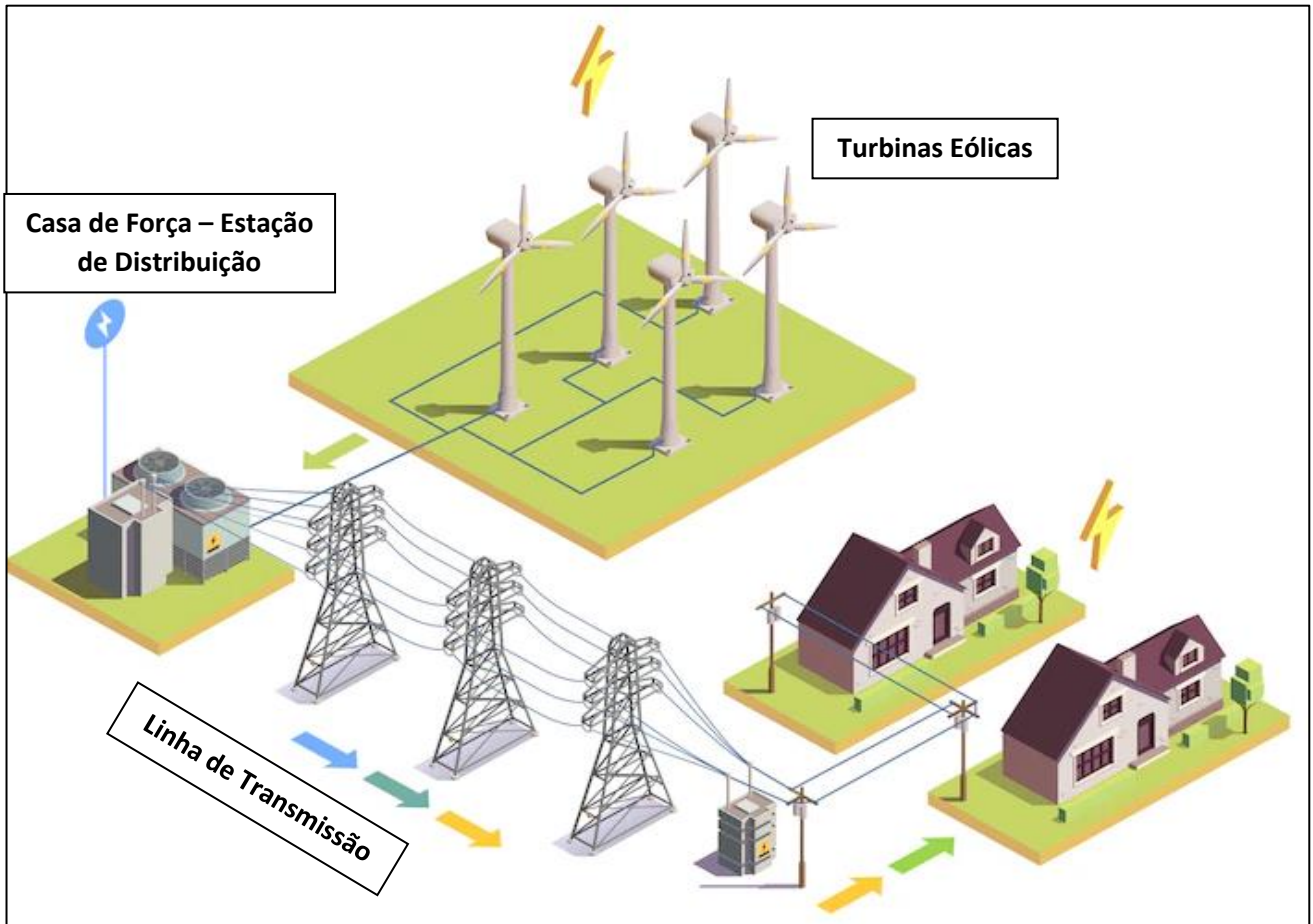 Turbinas Eólicas
Casa de Força – Estação
de Distribuição
Linha de Transmissão